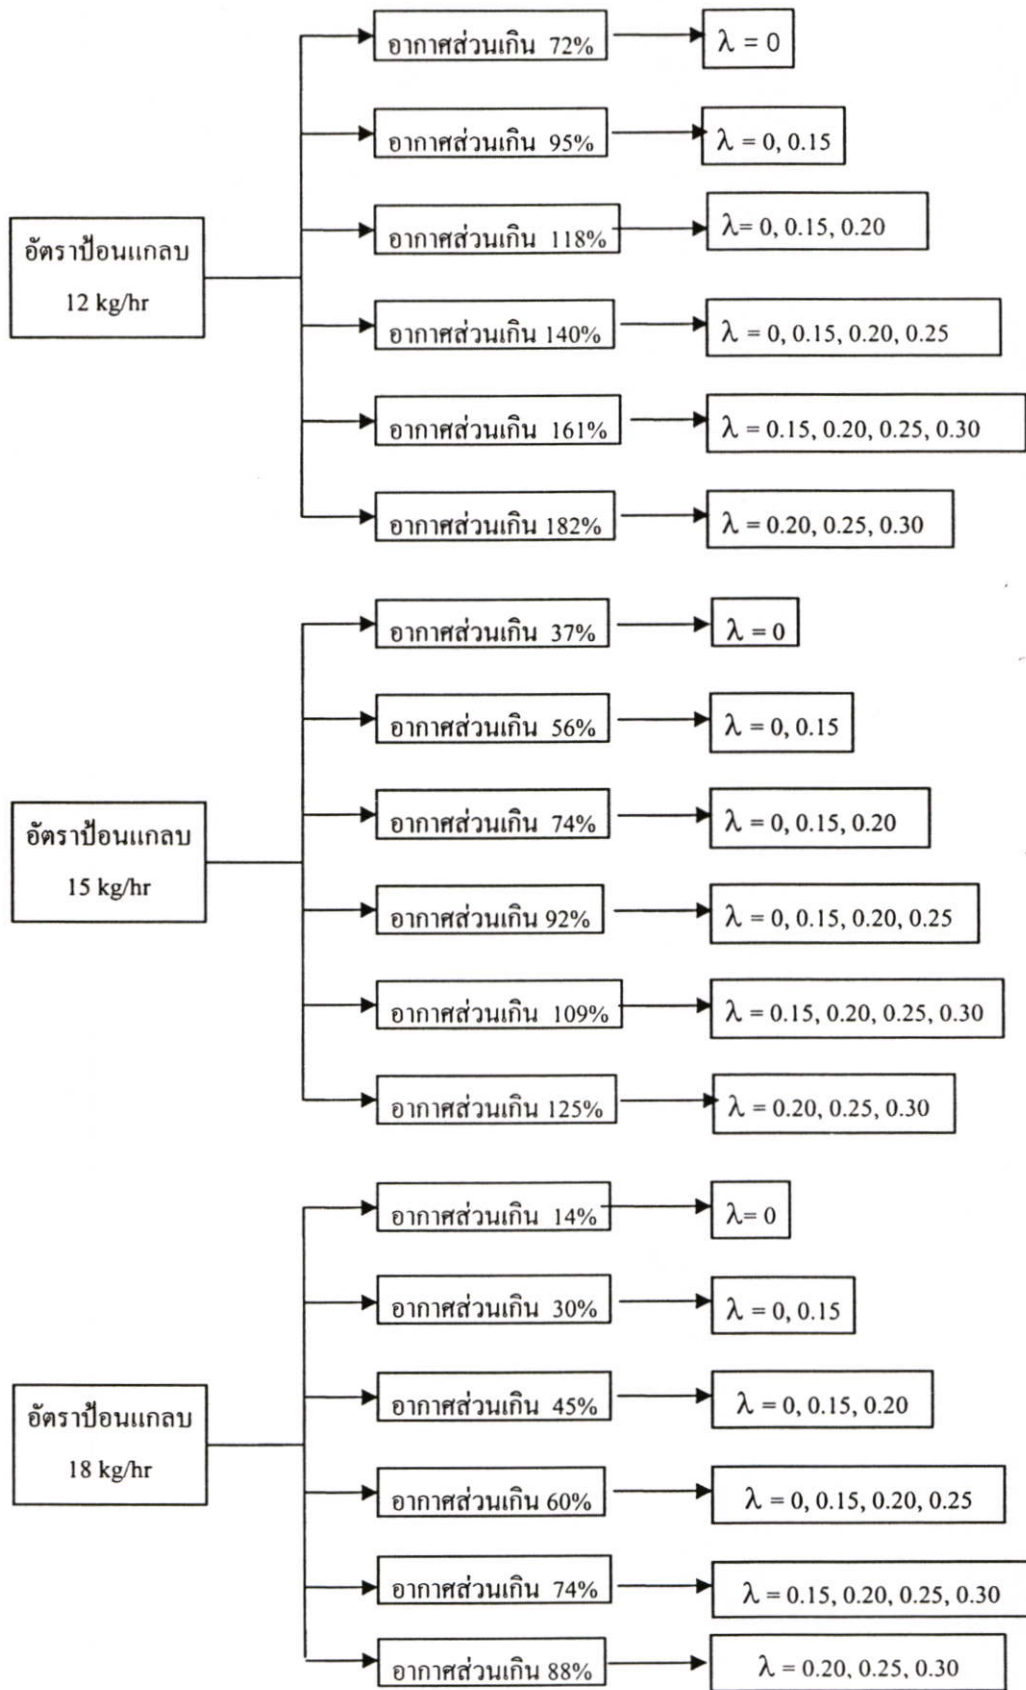 อากาศส่วนเกิน 72%
λ = 0
อากาศส่วนเกิน 95%
λ = 0, 0.15
อัตราป้อนแกลบ
12 kg/hr
อากาศส่วนเกิน 118%
λ= 0, 0.15, 0.20
อากาศส่วนเกิน 140%
λ = 0, 0.15, 0.20, 0.25
อากาศส่วนเกิน 161%
λ = 0.15, 0.20, 0.25, 0.30
อากาศส่วนเกิน 182%
λ = 0.20, 0.25, 0.30
อากาศส่วนเกิน 37%
λ = 0
อากาศส่วนเกิน 56%
λ = 0, 0.15
อัตราป้อนแกลบ
15 kg/hr
อากาศส่วนเกิน 74%
λ = 0, 0.15, 0.20
อากาศส่วนเกิน 92%
λ = 0, 0.15, 0.20, 0.25
อากาศส่วนเกิน 109%
λ = 0.15, 0.20, 0.25, 0.30
อากาศส่วนเกิน 125%
λ = 0.20, 0.25, 0.30
อากาศส่วนเกิน 14%
λ= 0
อากาศส่วนเกิน 30%
λ = 0, 0.15
อัตราป้อนแกลบ
18 kg/hr
อากาศส่วนเกิน 45%
λ = 0, 0.15, 0.20
อากาศส่วนเกิน 60%
λ = 0, 0.15, 0.20, 0.25
อากาศส่วนเกิน 74%
λ = 0.15, 0.20, 0.25, 0.30
อากาศส่วนเกิน 88%
λ = 0.20, 0.25, 0.30